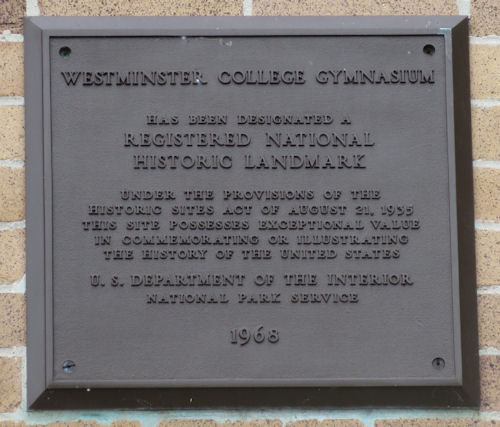 WESTMINSTER COLLEGE GYMNASIUM
HAS BEEN DESIGNATED A
REGISTERED NATIONAL
HISTORIC LANDMARK
UNDER THE PROVISIONS OF THE
HISTORIC SITES ACT OF AUGUST 21, 1935
THIS SITE POSSESSES EXCEPTIONAL VALUE
IN COMMEMORATING OR ILLUSTRATING
THE HISTORY OF THE UNITED STATES
U. S. DEPARTMENT OF THE INTERIOR
NATIONAL PARK SERVICE
1968